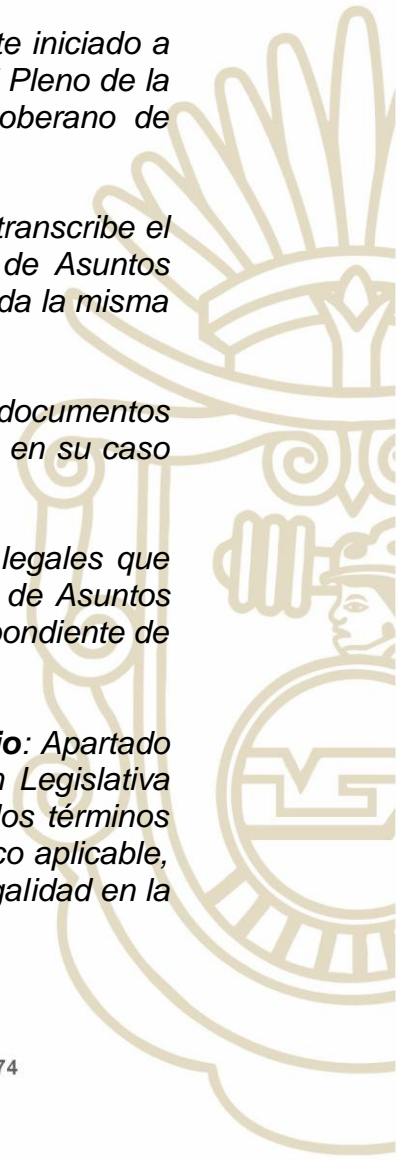 te iniciado a
Pleno de la
oberano de
transcribe el
de Asuntos
da la misma
documentos
en su caso
legales que
de Asuntos
pondiente de
io: Apartado
n Legislativa
los términos
co aplicable,
galidad en la
74